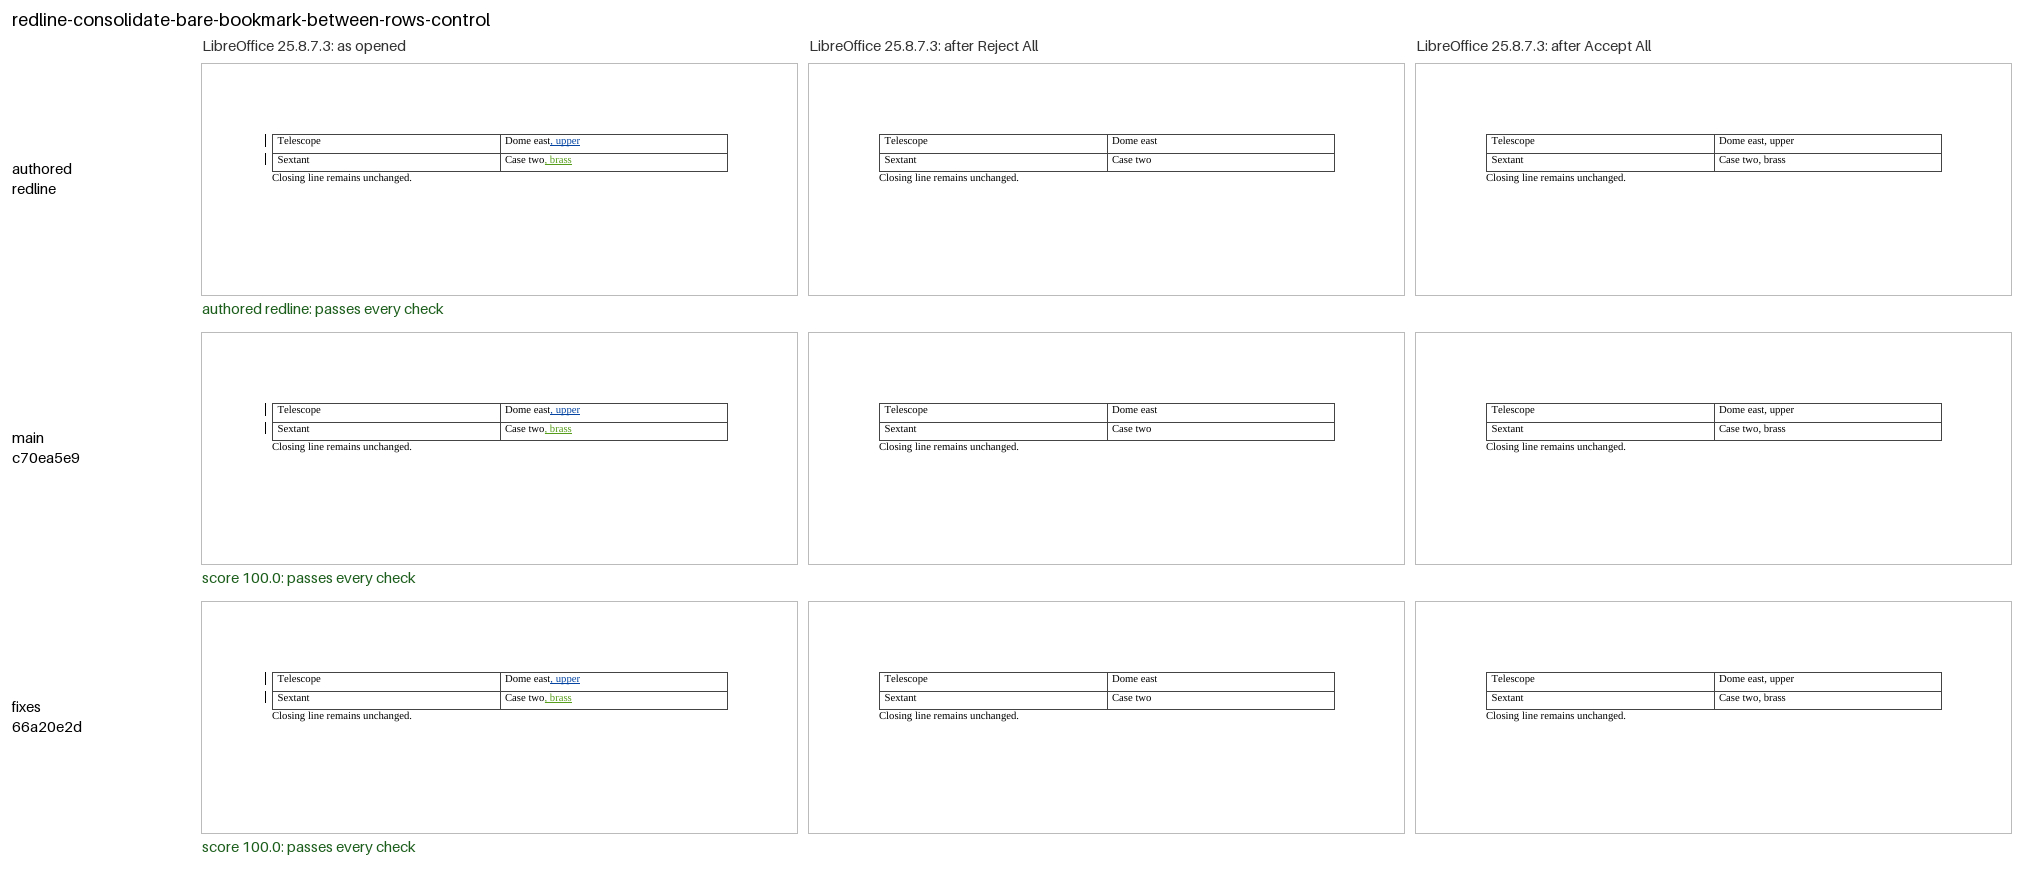 redline-consolidate-bare-bookmark-between-rows-control
LibreOffice 25.8.7.3: as opened
LibreOffice 25.8.7.3: after Reject All
LibreOffice 25.8.7.3: after Accept All
authored
redline
Telescope Dome east, upper
Sextant Case two, brass
Closing line remains unchanged.
Telescope Dome east
Sextant Case two
Closing line remains unchanged.
Telescope Dome east, upper
Sextant Case two, brass
Closing line remains unchanged.
authored redline: passes every check
main
c70ea5e9
Telescope Dome east, upper
Sextant Case two, brass
Closing line remains unchanged.
Telescope Dome east
Sextant Case two
Closing line remains unchanged.
Telescope Dome east, upper
Sextant Case two, brass
Closing line remains unchanged.
score 100.0: passes every check
fixes
66a20e2d
Telescope Dome east, upper
Sextant Case two, brass
Closing line remains unchanged.
Telescope Dome east
Sextant Case two
Closing line remains unchanged.
Telescope Dome east, upper
Sextant Case two, brass
Closing line remains unchanged.
score 100.0: passes every check